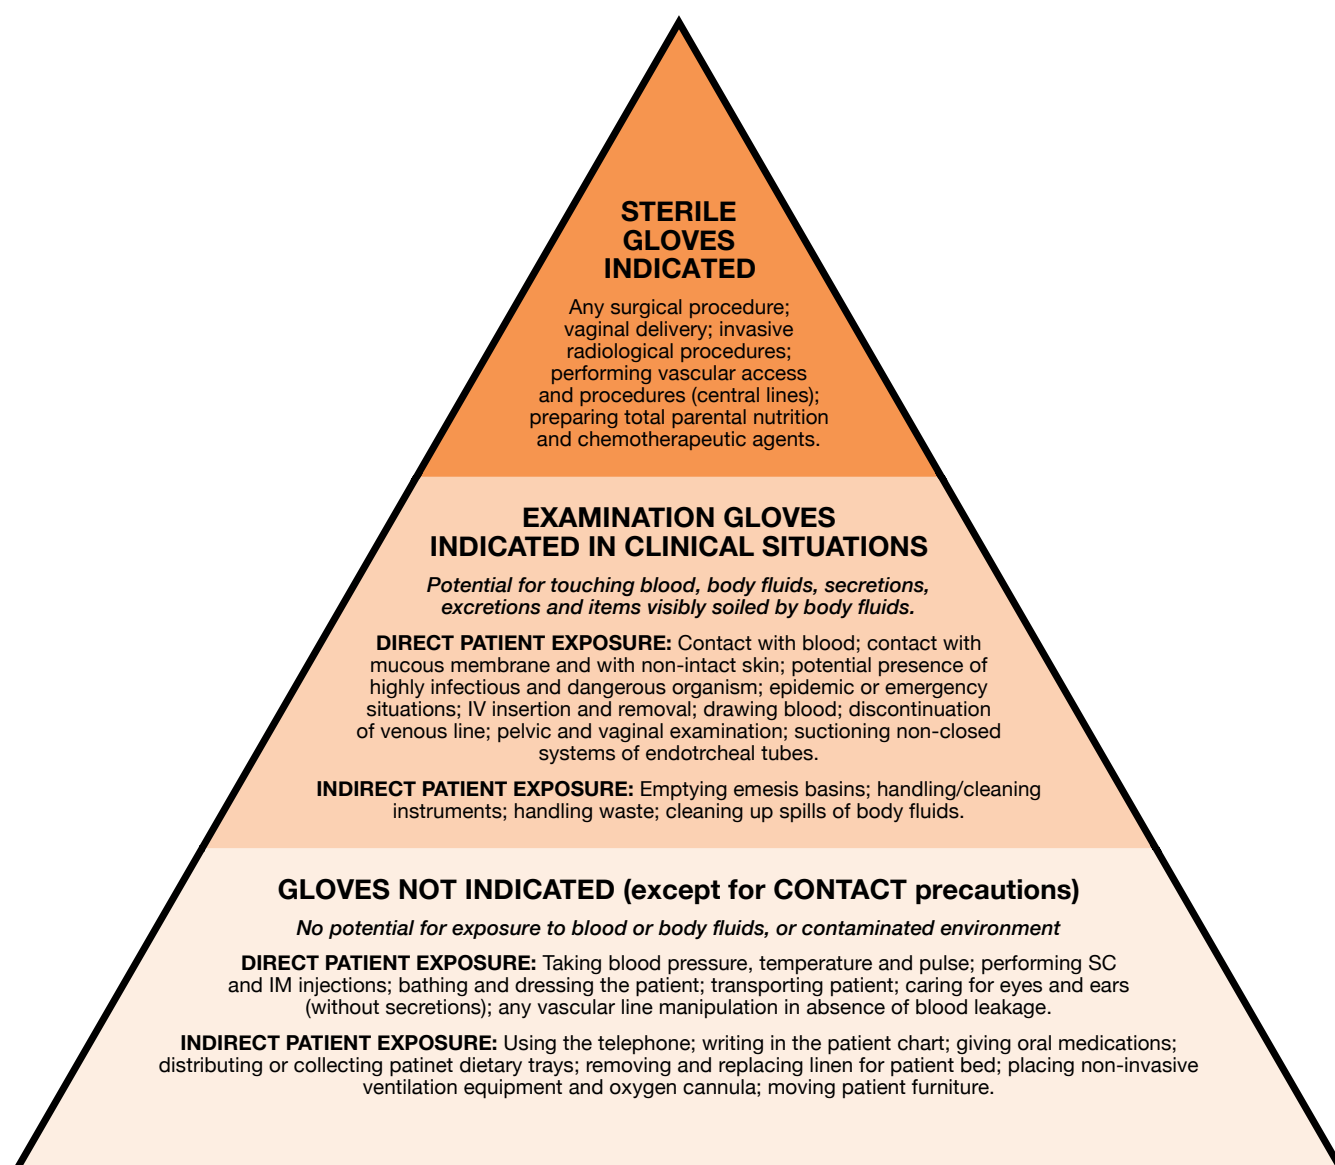 STERILE
GLOVES
INDICATED
Any surgical procedure;
vaginal delivery; invasive
radiological procedures;
performing vascular access
and procedures (central lines);
preparing total parental nutrition
and chemotherapeutic agents.
EXAMINATION GLOVES
INDICATED IN CLINICAL SITUATIONS
Potential for touching blood, body fluids, secretions,
excretions and items visibly soiled by body fluids.
DIRECT PATIENT EXPOSURE: Contact with blood; contact with
mucous membrane and with non-intact skin; potential presence of
highly infectious and dangerous organism; epidemic or emergency
situations; IV insertion and removal; drawing blood; discontinuation
of venous line; pelvic and vaginal examination; suctioning non-closed
systems of endotrcheal tubes.
INDIRECT PATIENT EXPOSURE: Emptying emesis basins; handling/cleaning
instruments; handling waste; cleaning up spills of body fluids.
GLOVES NOT INDICATED (except for CONTACT precautions)
No potential for exposure to blood or body fluids, or contaminated environment
DIRECT PATIENT EXPOSURE: Taking blood pressure, temperature and pulse; performing SC
and IM injections; bathing and dressing the patient; transporting patient; caring for eyes and ears
(without secretions); any vascular line manipulation in absence of blood leakage.
INDIRECT PATIENT EXPOSURE: Using the telephone; writing in the patient chart; giving oral medications;
distributing or collecting patinet dietary trays; removing and replacing linen for patient bed; placing non-invasive
ventilation equipment and oxygen cannula; moving patient furniture.